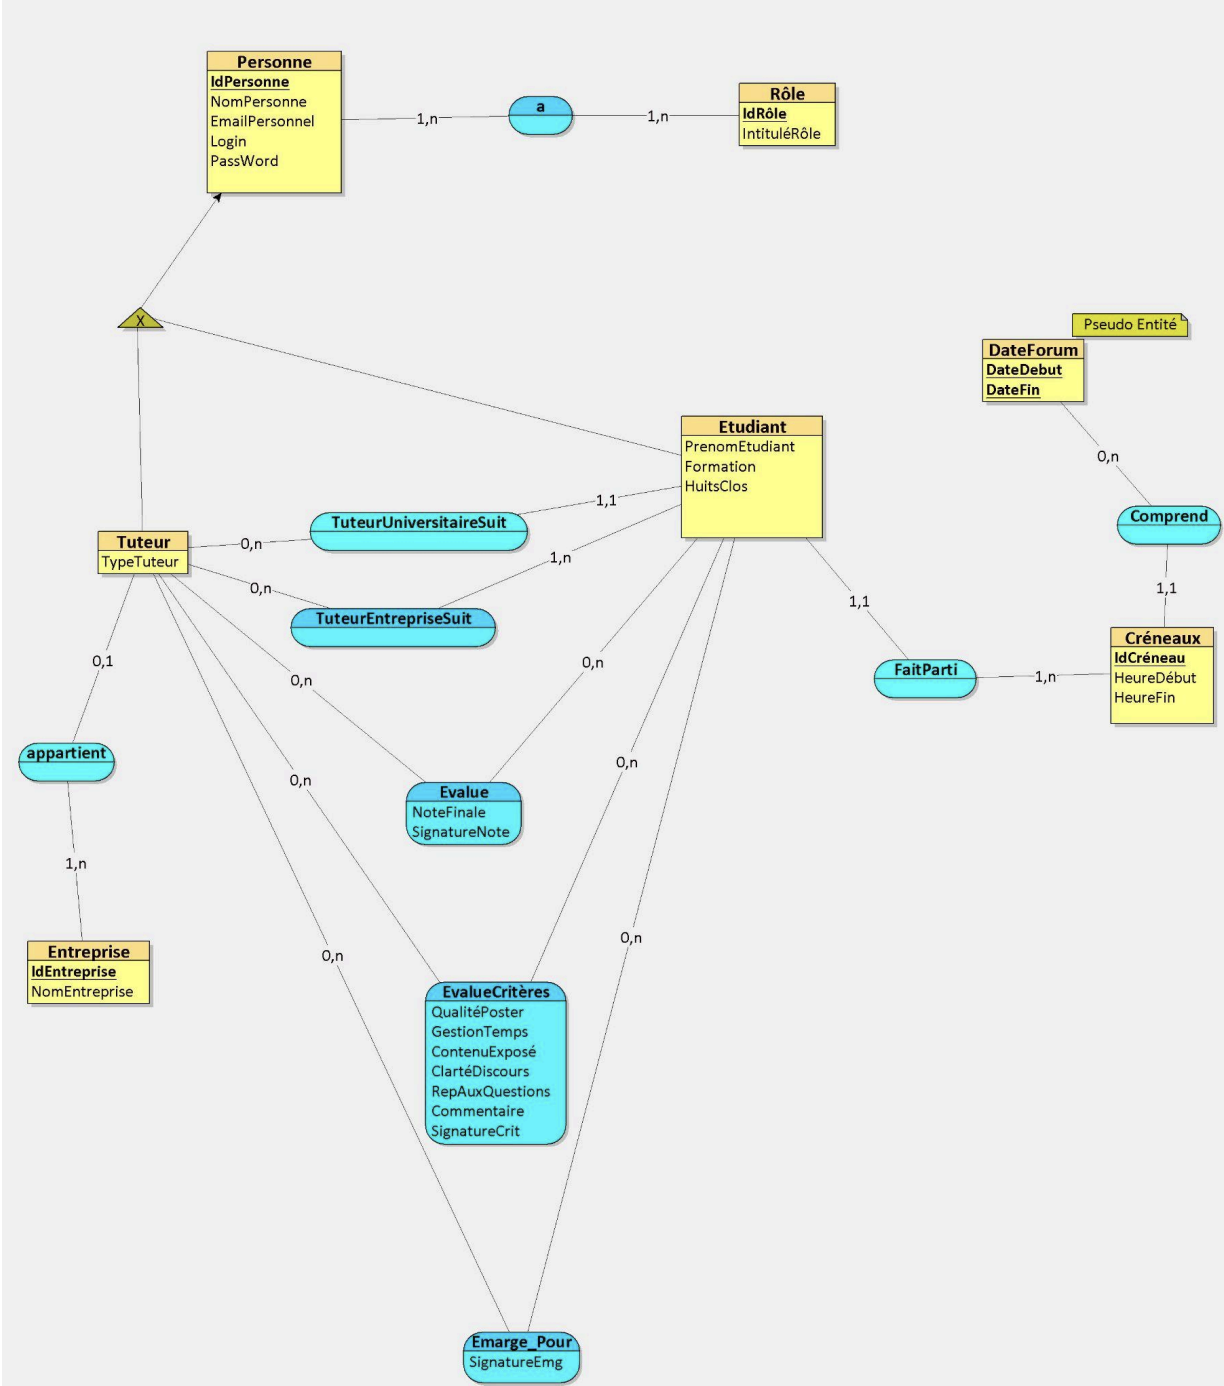 Personne
IdPersonne
NomPersonne
EmailPersonnel
Login
PassWord
1,n
a
1,n
Rôle
IdRôle
IntituléRôle
X
Pseudo Entité
DateForum
DateDebut
DateFin
0,n
Comprend
1,1
Etudiant
PrenomEtudiant
Formation
HuitsClos
1,1
TuteurUniversitaireSuit
0,n
Tuteur
TypeTuteur
1,n
0,n
TuteurEntrepriseSuit
1,1
FaitParti
1,n
Créneaux
IdCréneau
HeureDébut
HeureFin
0,1
0,n
0,n
appartient
0,n
0,n
Evalue
NoteFinale
SignatureNote
1,n
Entreprise
IdEntreprise
NomEntreprise
0,n
0,n
EvalueCritères
QualitéPoster
GestionTemps
ContenuExposé
ClartéDiscours
RepAuxQuestions
Commentaire
SignatureCrit
Emarge_Pour
SignatureEmg